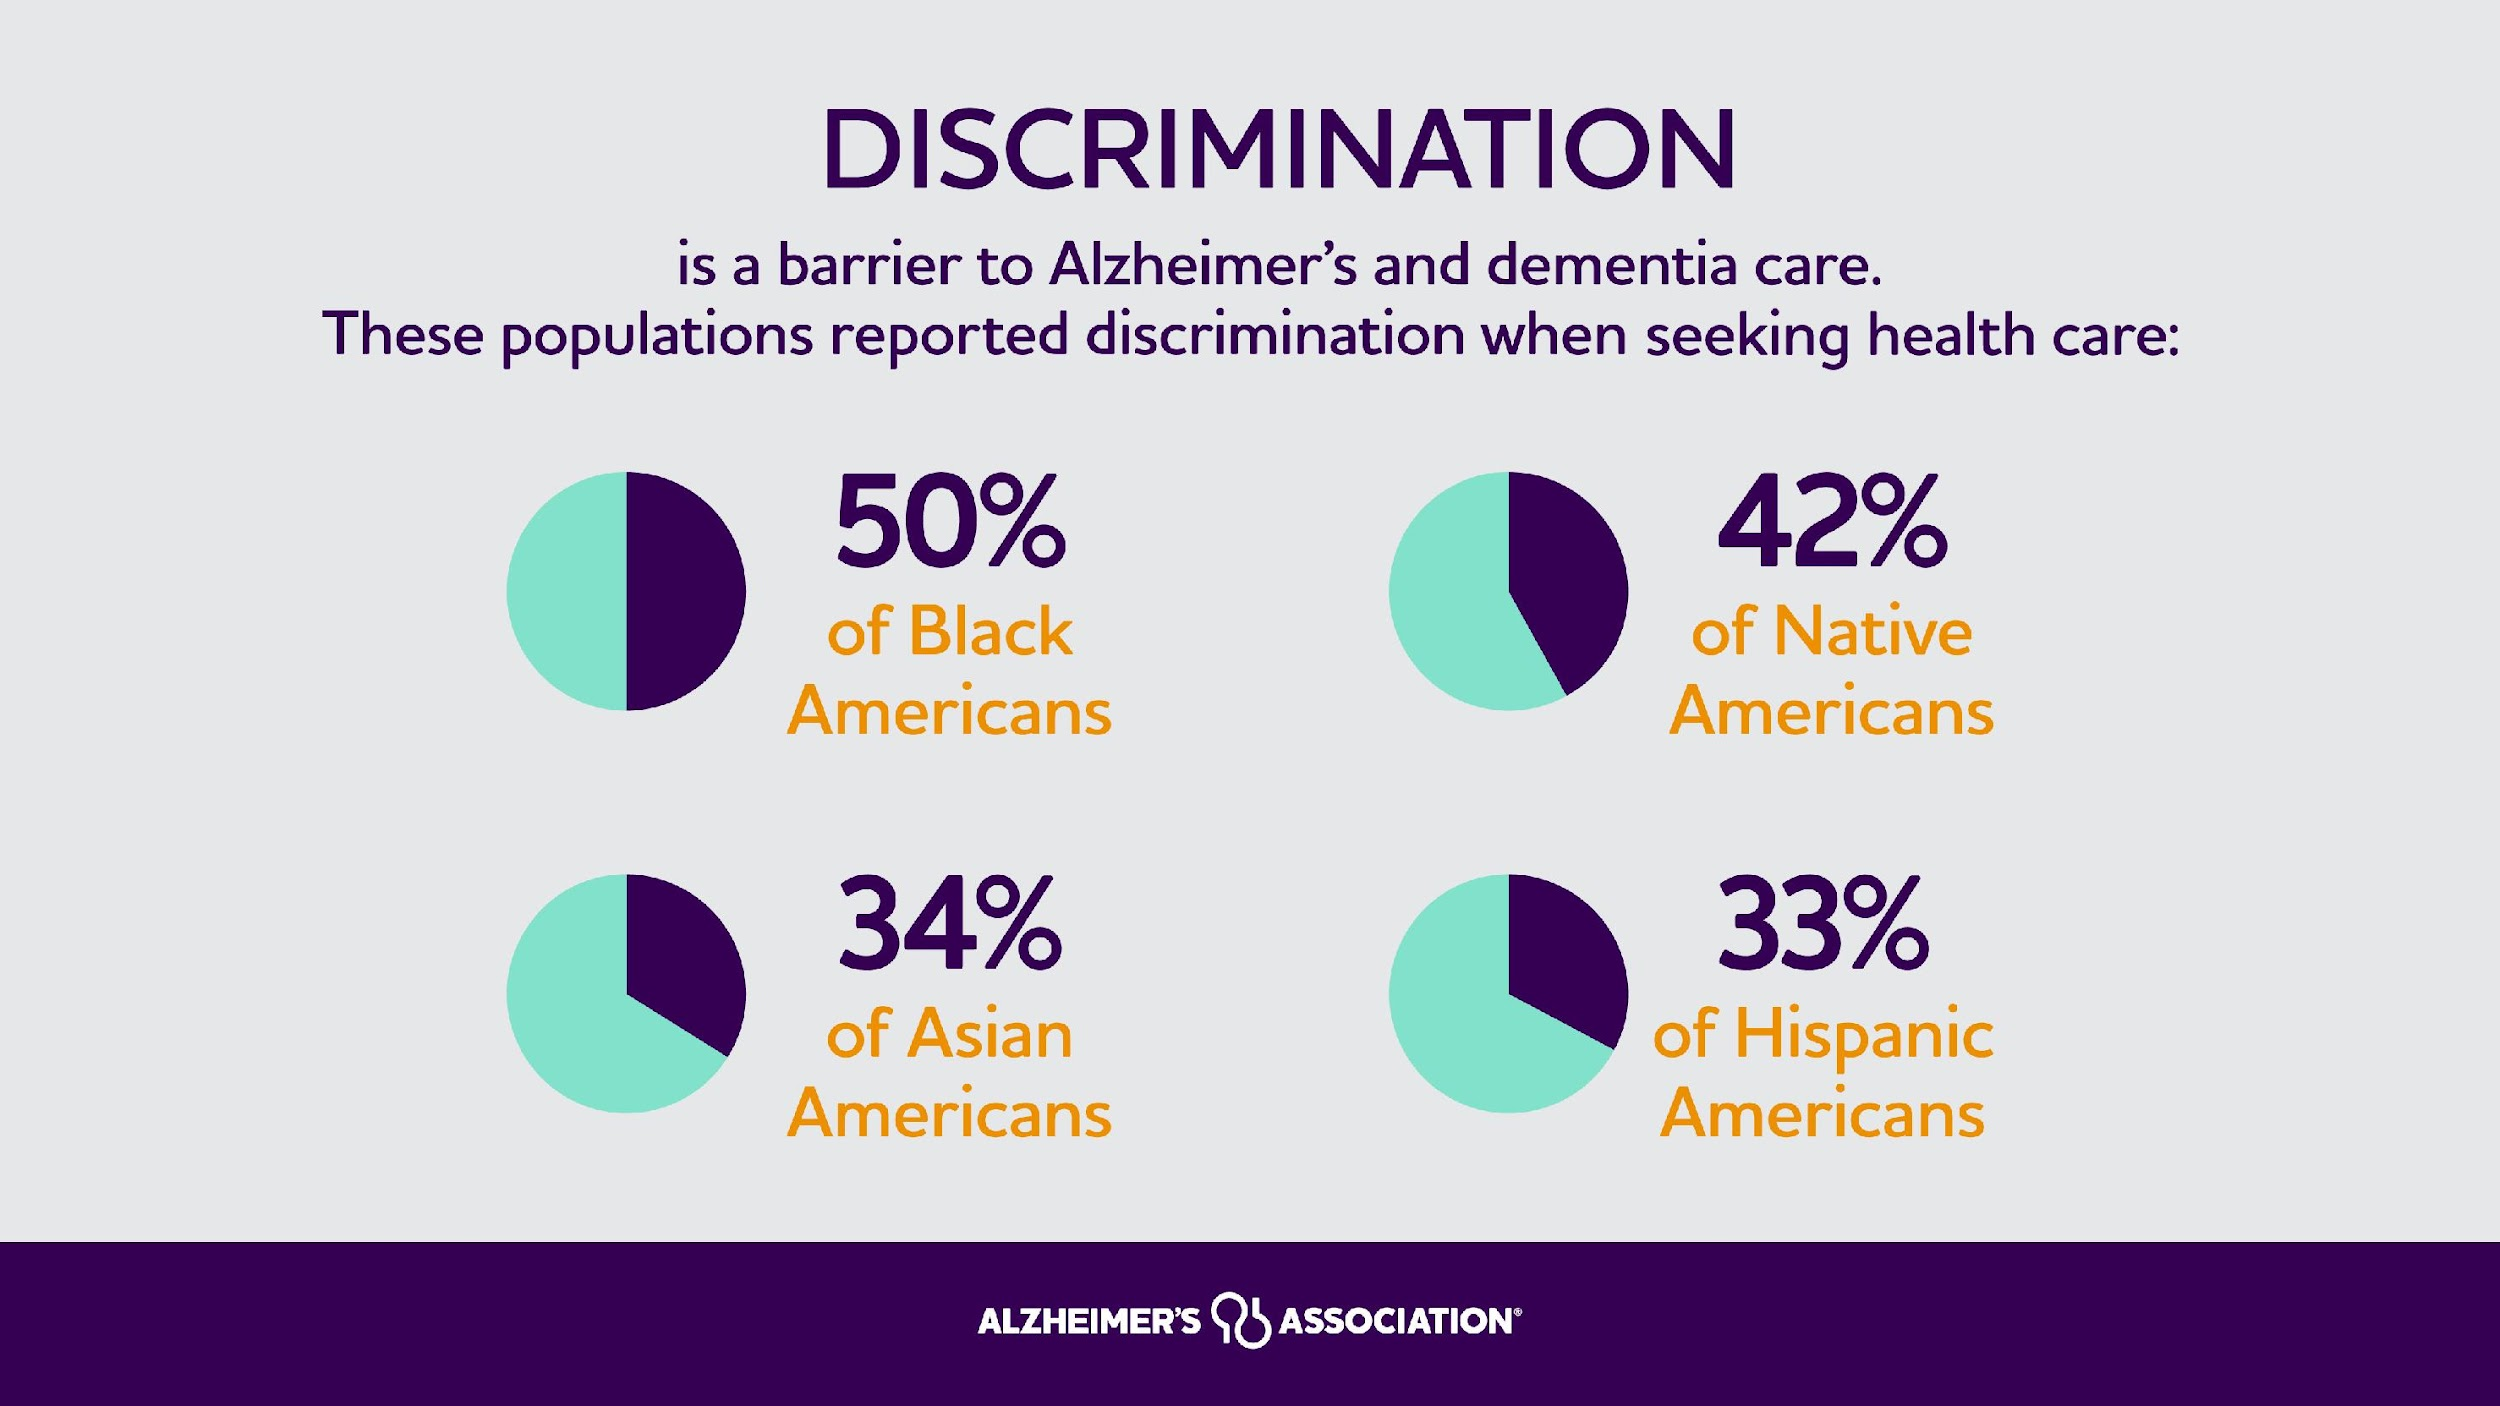 DISCRIMINATION
is a barrier to Alzheimer’s and dementia care.
These populations reported discrimination when seeking health care:
50%
of Black
Americans
42%
of Native
Americans
34%
of Asian
Americans
33%
of Hispanic
Americans
ALZHEIMER’S ASSOCIATION®